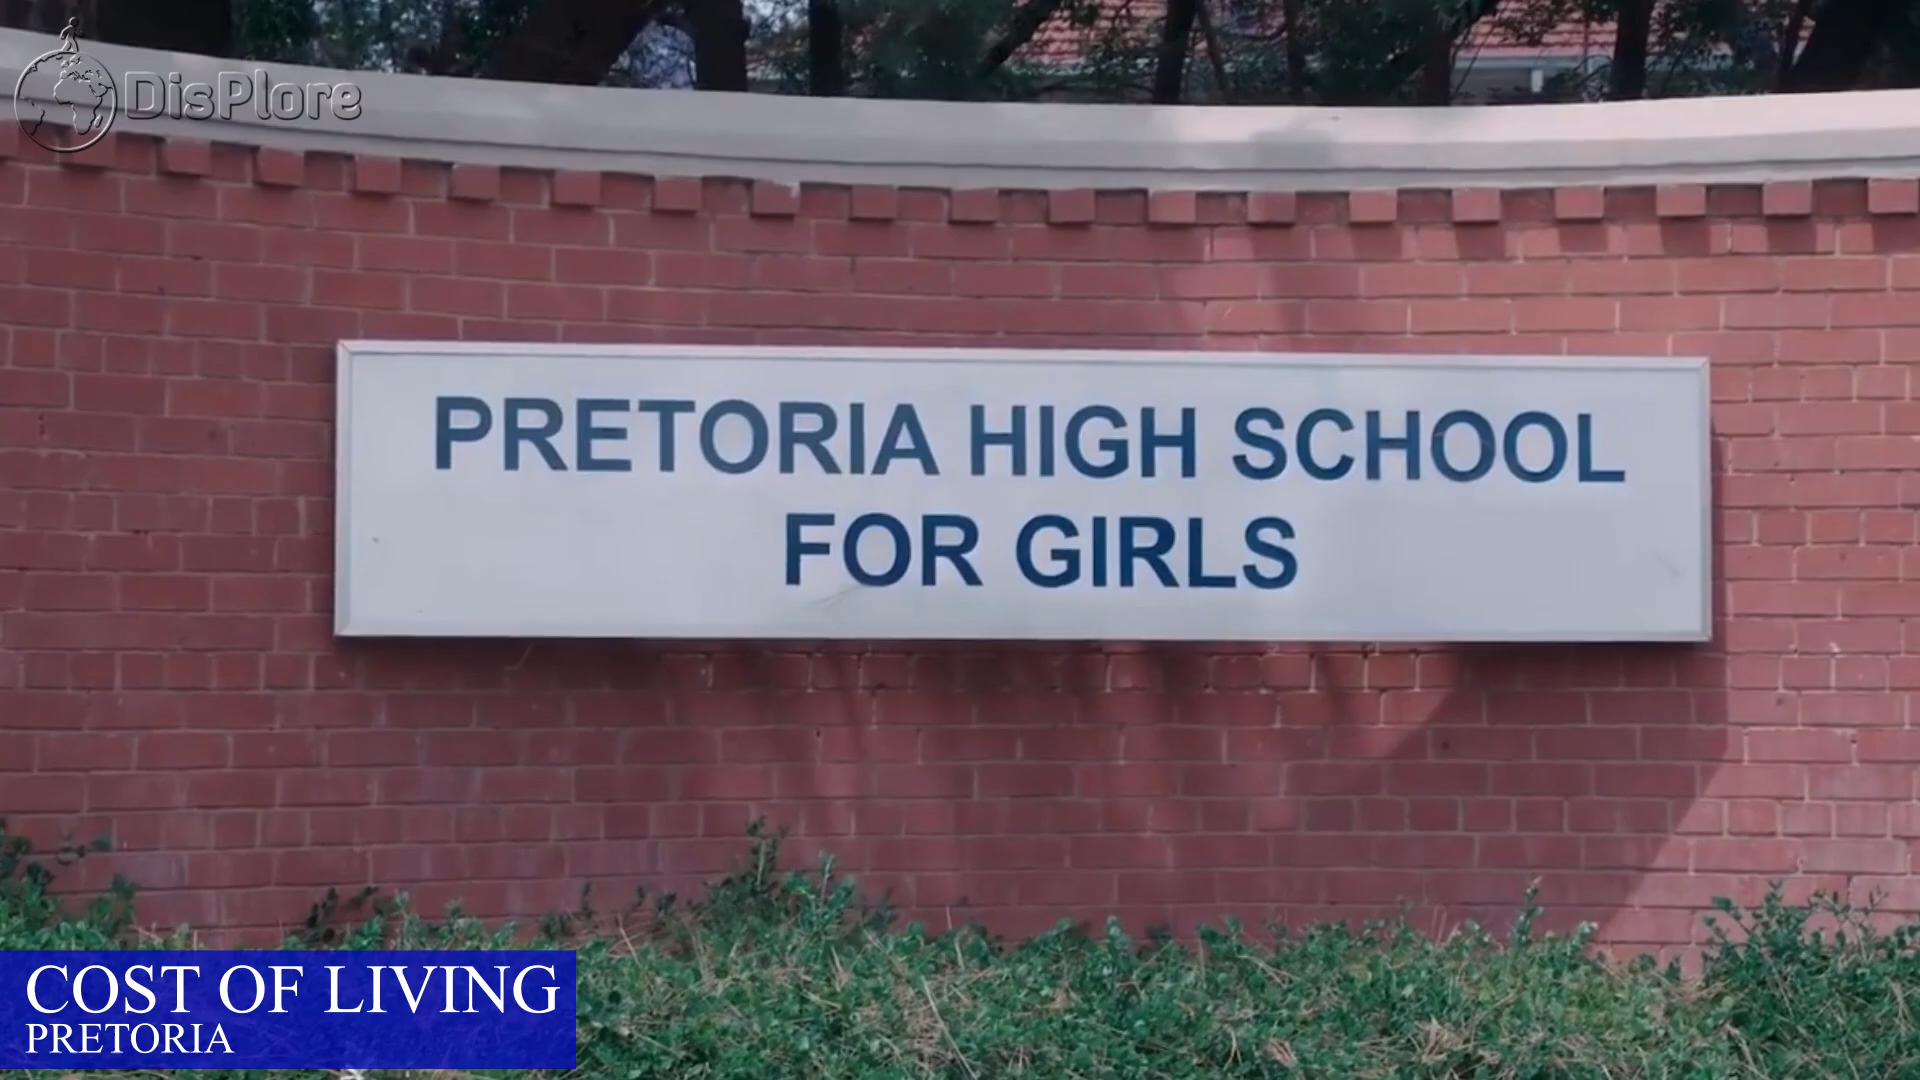 DisPlore
PRETORIA HIGH SCHOOL
FOR GIRLS
COST OF LIVING
PRETORIA